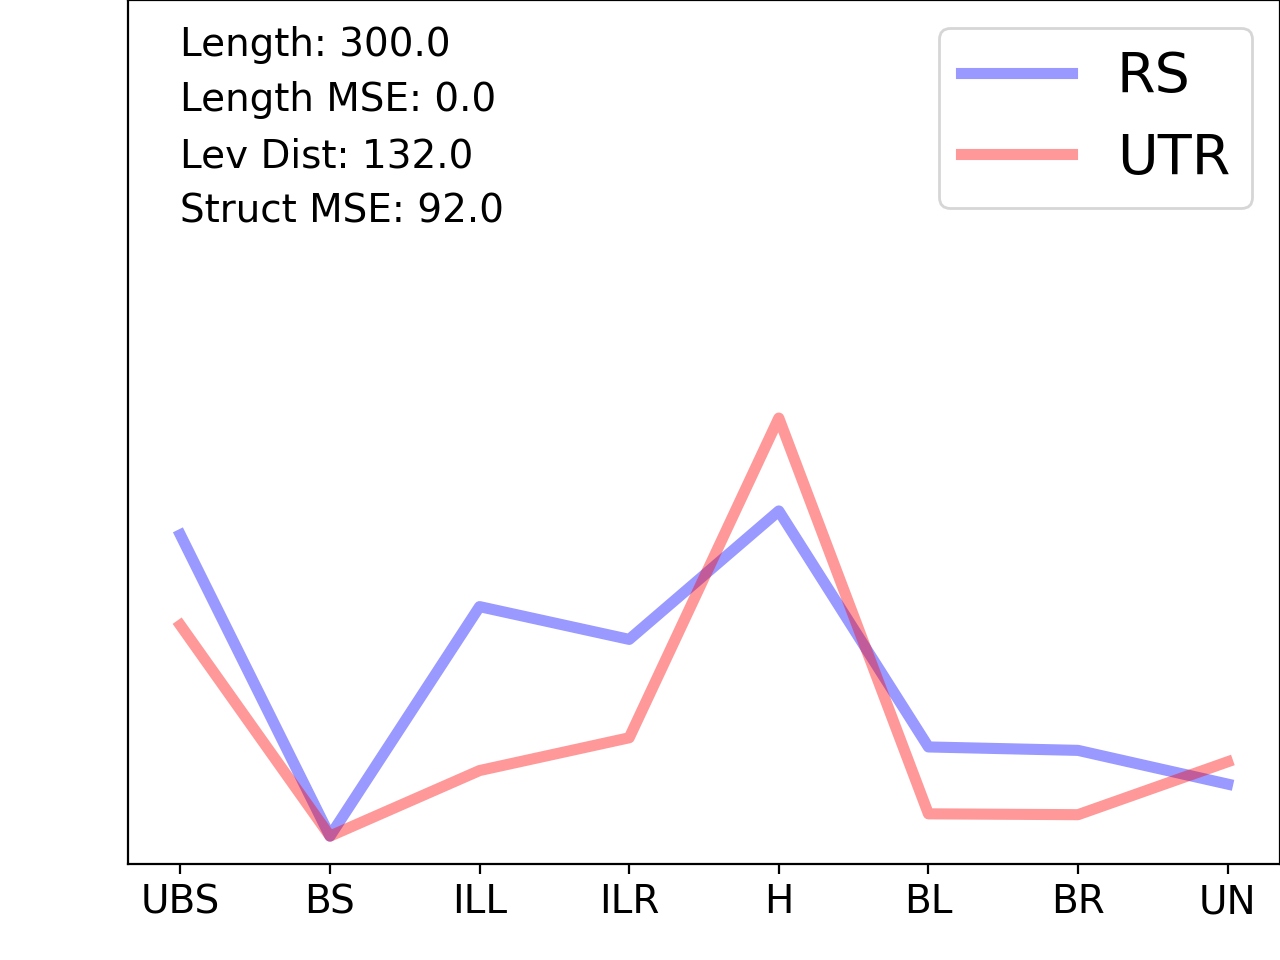 Length: 300.0
Length MSE: 0.0
Lev Dist: 132.0
Struct MSE: 92.0
RS
UTR
UBS BS ILL ILR H BL BR UN